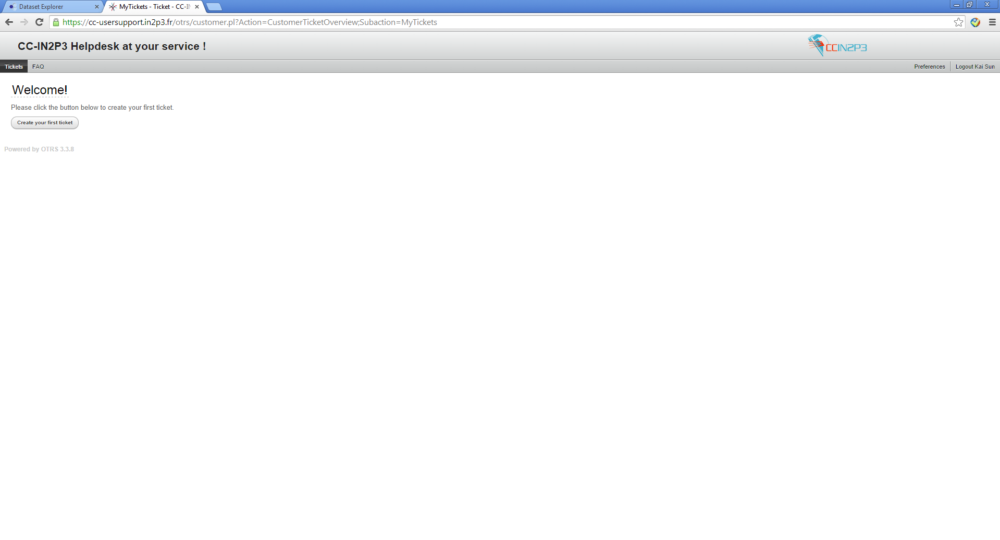 Dataset Explorer
MyTickets - Ticket - CC-IN
https://cc-usersupport.in2p3.fr/otrs/customer.pl?Action=CustomerTicketOverview;Subaction=MyTickets
CC-IN2P3 Helpdesk at your service !
CCIN2P3
Tickets FAQ Preferences Logout Kai Sun
Welcome!
Please click the button below to create your first ticket.
Create your first ticket
Powered by OTRS 3.3.8